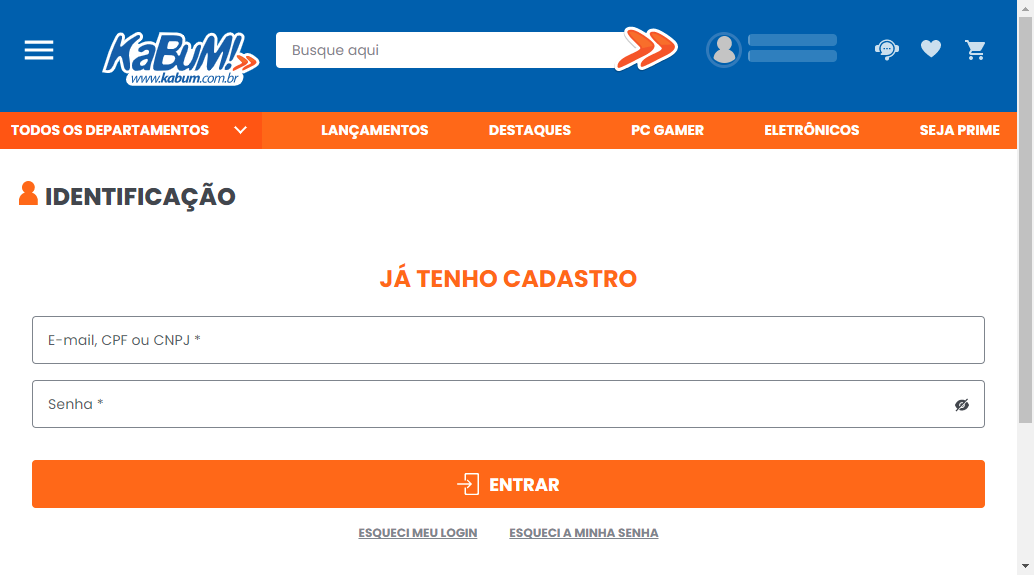 KaBuM!
www.kabum.com.br
Busque aqui
TODOS OS DEPARTAMENTOS
LANÇAMENTOS
DESTAQUES
PC GAMER
ELETRÔNICOS
SEJA PRIME
IDENTIFICAÇÃO
JÁ TENHO CADASTRO
E-mail, CPF ou CNPJ *
Senha *
ENTRAR
ESQUECI MEU LOGIN
ESQUECI A MINHA SENHA